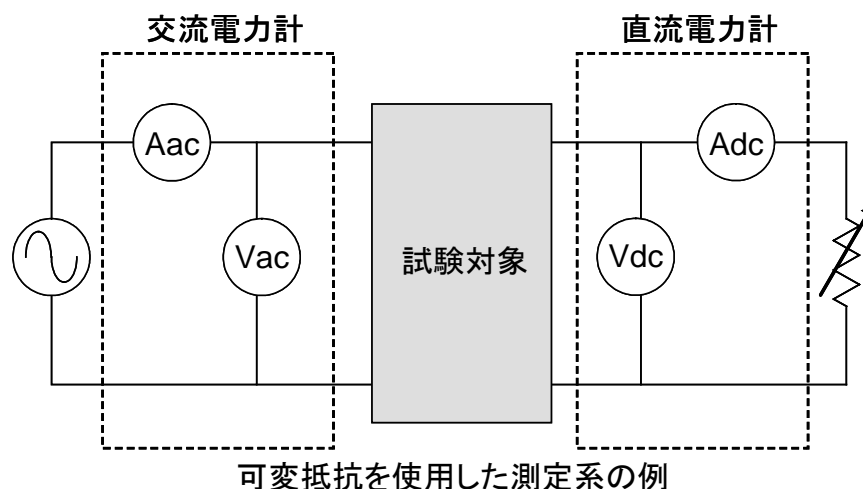 交流電力計
直流電力計
Aac
Adc
Vac
試験対象
Vdc
可変抵抗を使用した測定系の例